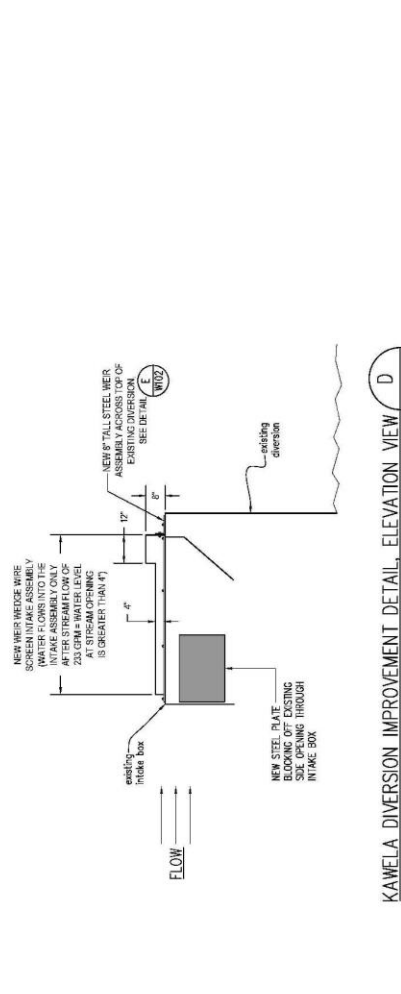 NEW WEIR WEDGE WIRE
SCREEN INTAKE ASSEMBLY
(WATER FLOWS INTO THE
INTAKE ASSEMBLY ONLY
AFTER STREAM FLOW OF
233 GPM = WATER LEVEL
AT STREAM OPENING
IS GREATER THAN 4")
NEW 8" TALL STEEL WEIR
ASSEMBLY ACROSS TOP OF
EXISTING DIVERSION.
SEE DETAIL
E
W102
existing
intake box
4"
12"
8"
FLOW
existing
diversion
NEW STEEL PLATE
BLOCKING OFF EXISTING
SIDE OPENING THROUGH
INTAKE BOX
KAWELA DIVERSION IMPROVEMENT DETAIL, ELEVATION VIEW
D